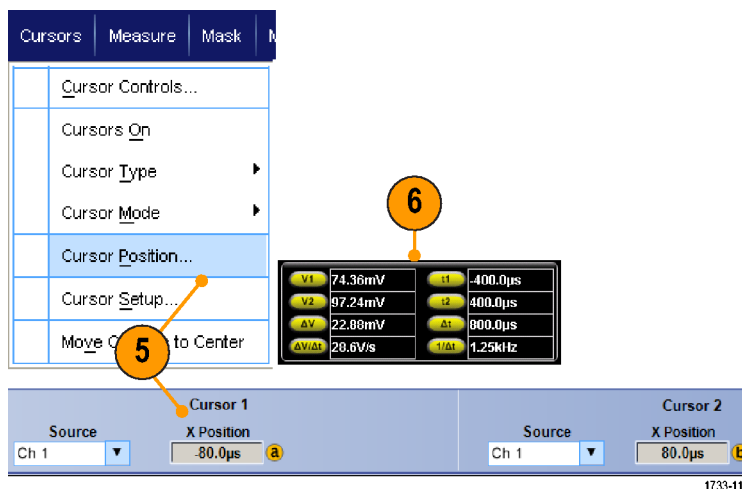 Cursors Measure Mask
Cursor Controls...
Cursors On
Cursor Type
Cursor Mode
Cursor Position...
Cursor Setup...
Move to Center
5
6
V1 74.36mV t1 -400.0µs
V2 97.24mV t2 400.0µs
ΔV 22.88mV Δt 800.0µs
ΔV/Δt 28.6V/s 1/Δt 1.25kHz
Cursor 1 Cursor 2
Source X Position Source X Position
Ch 1 -80.0µs a Ch 1 80.0µs b
1733-11